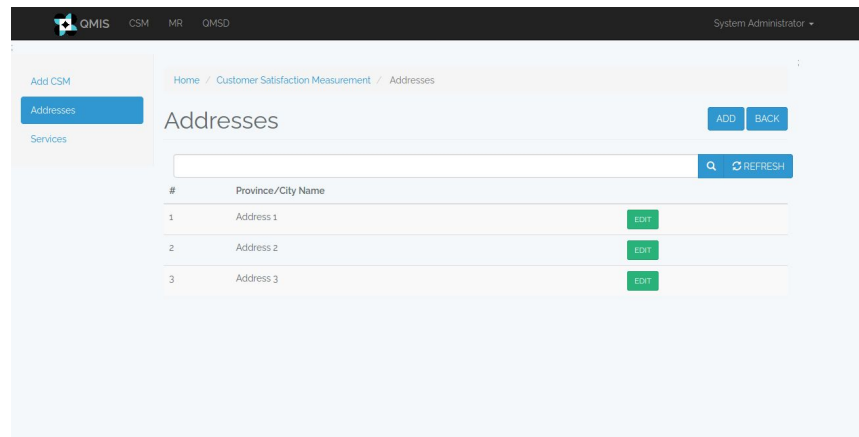 QMIS CSM MR QMSD System Administrator
;
;
Add CSM
Addresses
Services
Home / Customer Satisfaction Measurement / Addresses
Addresses
ADD BACK
REFRESH
# Province/City Name
1 Address 1 EDIT
2 Address 2 EDIT
3 Address 3 EDIT